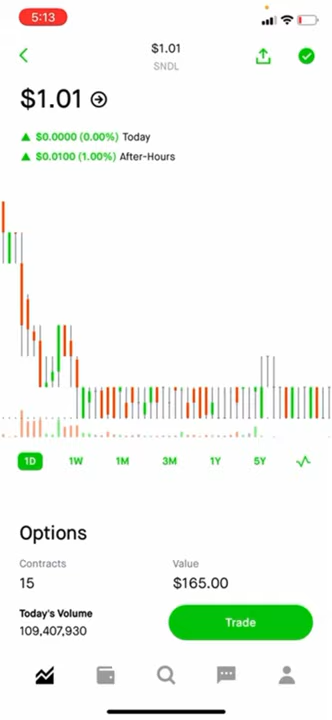 5:13
$1.01
SNDL
$1.01
$0.0000 (0.00%) Today
$0.0100 (1.00%) After-Hours
1D 1W 1M 3M 1Y 5Y
Options
Contracts Value
15 $165.00
Today's Volume
109,407,930
Trade